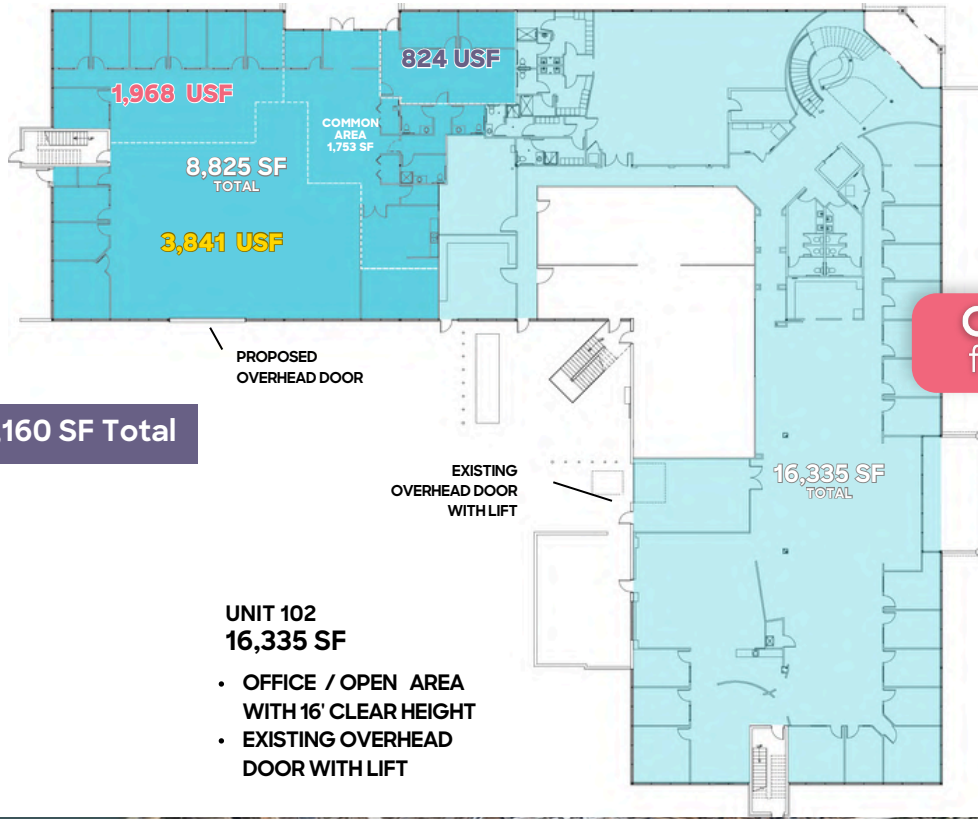 824 USF
1,968 USF
COMMON
AREA
1,753 SF
8,825 SF
TOTAL
3,841 USF
PROPOSED
OVERHEAD DOOR
160 SF Total
EXISTING
OVERHEAD DOOR
WITH LIFT
16,335 SF
TOTAL
UNIT 102
16,335 SF
• OFFICE / OPEN AREA
WITH 16' CLEAR HEIGHT
• EXISTING OVERHEAD
DOOR WITH LIFT